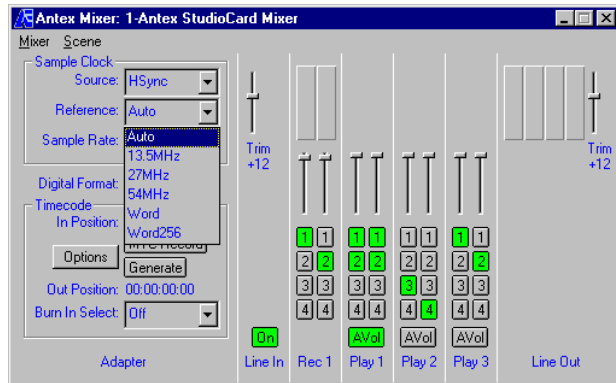 Antex Mixer: 1-Antex StudioCard Mixer
Mixer Scene
Sample Clock
Source: HSync
Reference: Auto
Sample Rate:
Auto
13.5MHz
27MHz
54MHz
Word
Word256
Digital Format:
Timecode
In Position:
MTC Record
Options
Generate
Out Position: 00:00:00:00
Burn In Select: Off
Adapter
Trim
+12
On
Line In
1 1
2 2
3 3
4 4
Rec 1
1 1
2 2
3 3
4 4
AVol
Play 1
1 1
2 2
3 3
4 4
AVol
Play 2
1 1
2 2
3 3
4 4
AVol
Play 3
Trim
+12
Line Out